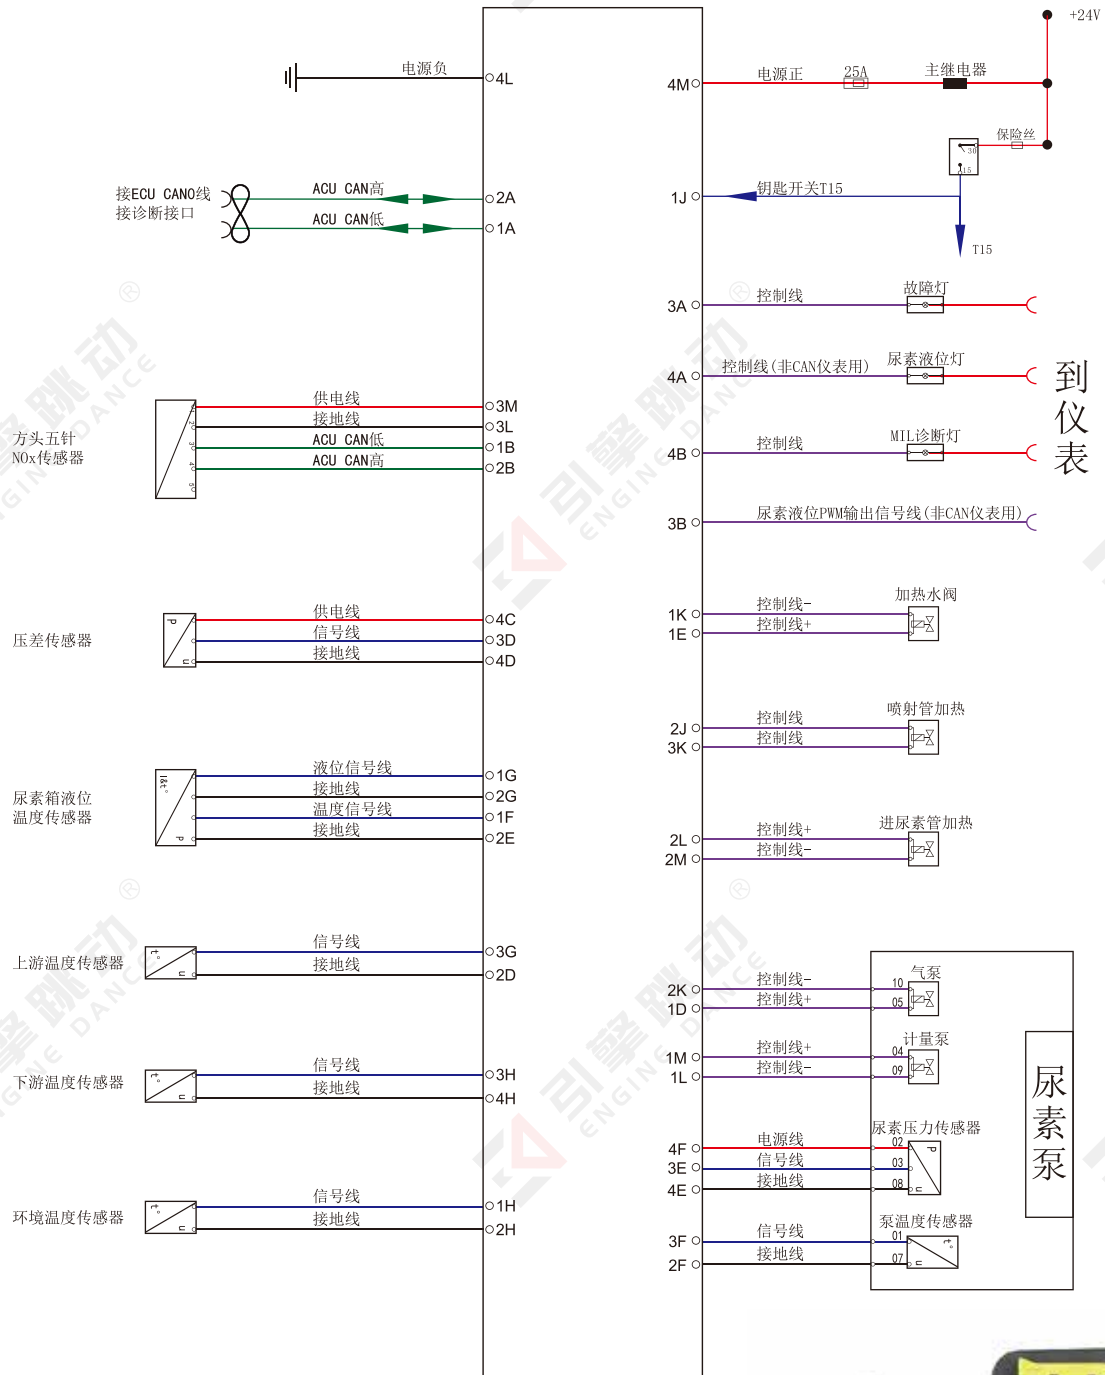 +24V
电源负
4L
4M
电源正
25A
主继电器
保险丝
30
15
接ECU CAN0线
接诊断接口
ACU CAN高
2A
ACU CAN低
1A
1J
钥匙开关T15
T15
3A
控制线
故障灯
4A
控制线(非CAN仪表用)
尿素液位灯
4B
控制线
MIL诊断灯
3B
尿素液位PWM输出信号线(非CAN仪表用)
到仪表
方头五针
NOx传感器
1
2
3
4
5
供电线
3M
接地线
3L
ACU CAN低
1B
ACU CAN高
2B
压差传感器
P
u
供电线
4C
信号线
3D
接地线
4D
1K
控制线-
1E
控制线+
加热水阀
2J
控制线
3K
控制线
喷射管加热
尿素箱液位
温度传感器
l&t°
P
液位信号线
1G
接地线
2G
温度信号线
1F
接地线
2E
2L
控制线+
2M
控制线-
进尿素管加热
上游温度传感器
t°
u
信号线
3G
接地线
2D
2K
控制线-
10
1D
控制线+
05
气泵
1M
控制线+
04
1L
控制线-
09
计量泵
下游温度传感器
t°
u
信号线
3H
接地线
4H
尿素泵
4F
电源线
02
3E
信号线
03
4E
接地线
08
尿素压力传感器
P
u
环境温度传感器
t°
u
信号线
1H
接地线
2H
3F
信号线
01
2F
接地线
07
泵温度传感器
t°
u
引擎跳动®
ENGINE DANCE